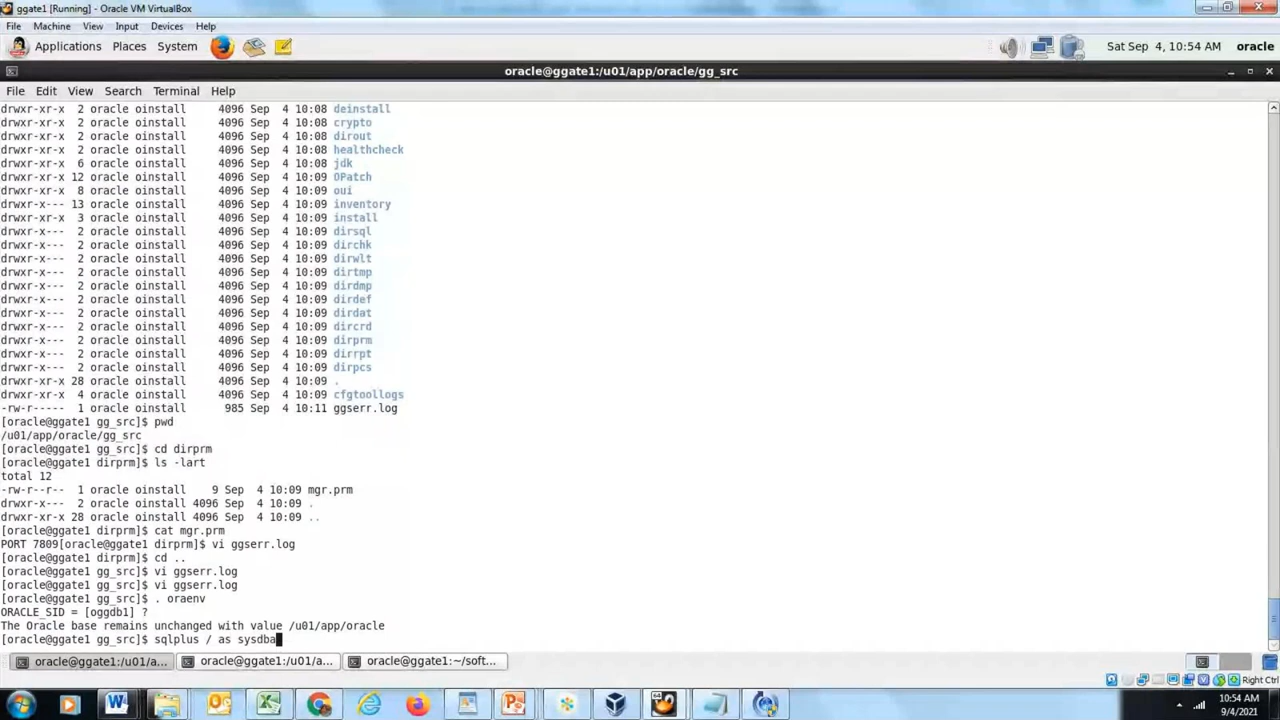 ggate1 [Running] - Oracle VM VirtualBox
File Machine View Input Devices Help
Applications Places System Sat Sep 4, 10:54 AM oracle
oracle@ggate1:/u01/app/oracle/gg_src
File Edit View Search Terminal Help
drwxr-xr-x 2 oracle oinstall 4096 Sep 4 10:08 deinstall
drwxr-xr-x 2 oracle oinstall 4096 Sep 4 10:08 crypto
drwxr-xr-x 2 oracle oinstall 4096 Sep 4 10:08 dirout
drwxr-xr-x 2 oracle oinstall 4096 Sep 4 10:08 healthcheck
drwxr-xr-x 6 oracle oinstall 4096 Sep 4 10:08 jdk
drwxr-xr-x 12 oracle oinstall 4096 Sep 4 10:09 OPatch
drwxr-xr-x 8 oracle oinstall 4096 Sep 4 10:09 oui
drwxr-x--- 13 oracle oinstall 4096 Sep 4 10:09 inventory
drwxr-xr-x 3 oracle oinstall 4096 Sep 4 10:09 install
drwxr-x--- 2 oracle oinstall 4096 Sep 4 10:09 dirsql
drwxr-x--- 2 oracle oinstall 4096 Sep 4 10:09 dirchk
drwxr-x--- 2 oracle oinstall 4096 Sep 4 10:09 dirwlt
drwxr-x--- 2 oracle oinstall 4096 Sep 4 10:09 dirtmp
drwxr-x--- 2 oracle oinstall 4096 Sep 4 10:09 dirdmp
drwxr-x--- 2 oracle oinstall 4096 Sep 4 10:09 dirdef
drwxr-x--- 2 oracle oinstall 4096 Sep 4 10:09 dirdat
drwxr-x--- 2 oracle oinstall 4096 Sep 4 10:09 dircrd
drwxr-x--- 2 oracle oinstall 4096 Sep 4 10:09 dirprm
drwxr-x--- 2 oracle oinstall 4096 Sep 4 10:09 dirrpt
drwxr-x--- 2 oracle oinstall 4096 Sep 4 10:09 dirpcs
drwxr-xr-x 28 oracle oinstall 4096 Sep 4 10:09 .
drwxr-xr-x 4 oracle oinstall 4096 Sep 4 10:09 cfgtoollogs
-rw-r----- 1 oracle oinstall 985 Sep 4 10:11 ggserr.log
[oracle@ggate1 gg_src]$ pwd
/u01/app/oracle/gg_src
[oracle@ggate1 gg_src]$ cd dirprm
[oracle@ggate1 dirprm]$ ls -lart
total 12
-rw-r--r-- 1 oracle oinstall 9 Sep 4 10:09 mgr.prm
drwxr-x--- 2 oracle oinstall 4096 Sep 4 10:09 .
drwxr-xr-x 28 oracle oinstall 4096 Sep 4 10:09 ..
[oracle@ggate1 dirprm]$ cat mgr.prm
PORT 7809[oracle@ggate1 dirprm]$ vi ggserr.log
[oracle@ggate1 dirprm]$ cd ..
[oracle@ggate1 gg_src]$ vi ggserr.log
[oracle@ggate1 gg_src]$ vi ggserr.log
[oracle@ggate1 gg_src]$ . oraenv
ORACLE_SID = [oggdb1] ?
The Oracle base remains unchanged with value /u01/app/oracle
[oracle@ggate1 gg_src]$ sqlplus / as sysdba
oracle@ggate1:/u01/a... oracle@ggate1:/u01/a... oracle@ggate1:~/soft...
Right Ctrl
10:54 AM
9/4/2021